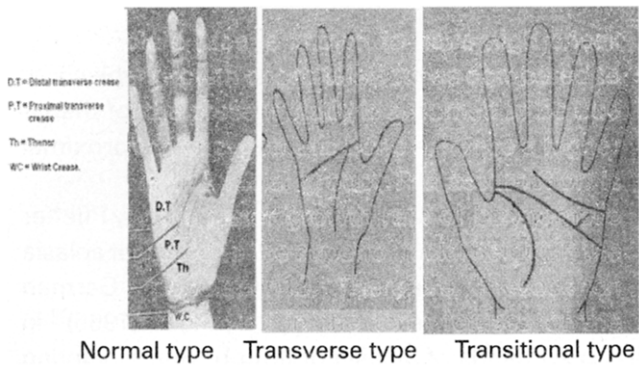 D.T = Distal transverse crease
P.T = Proximal transverse
crease
Th = Thenar
WC = Wrist Crease.
D.T
P.T
Th
W.C
Normal type
Transverse type
Transitional type